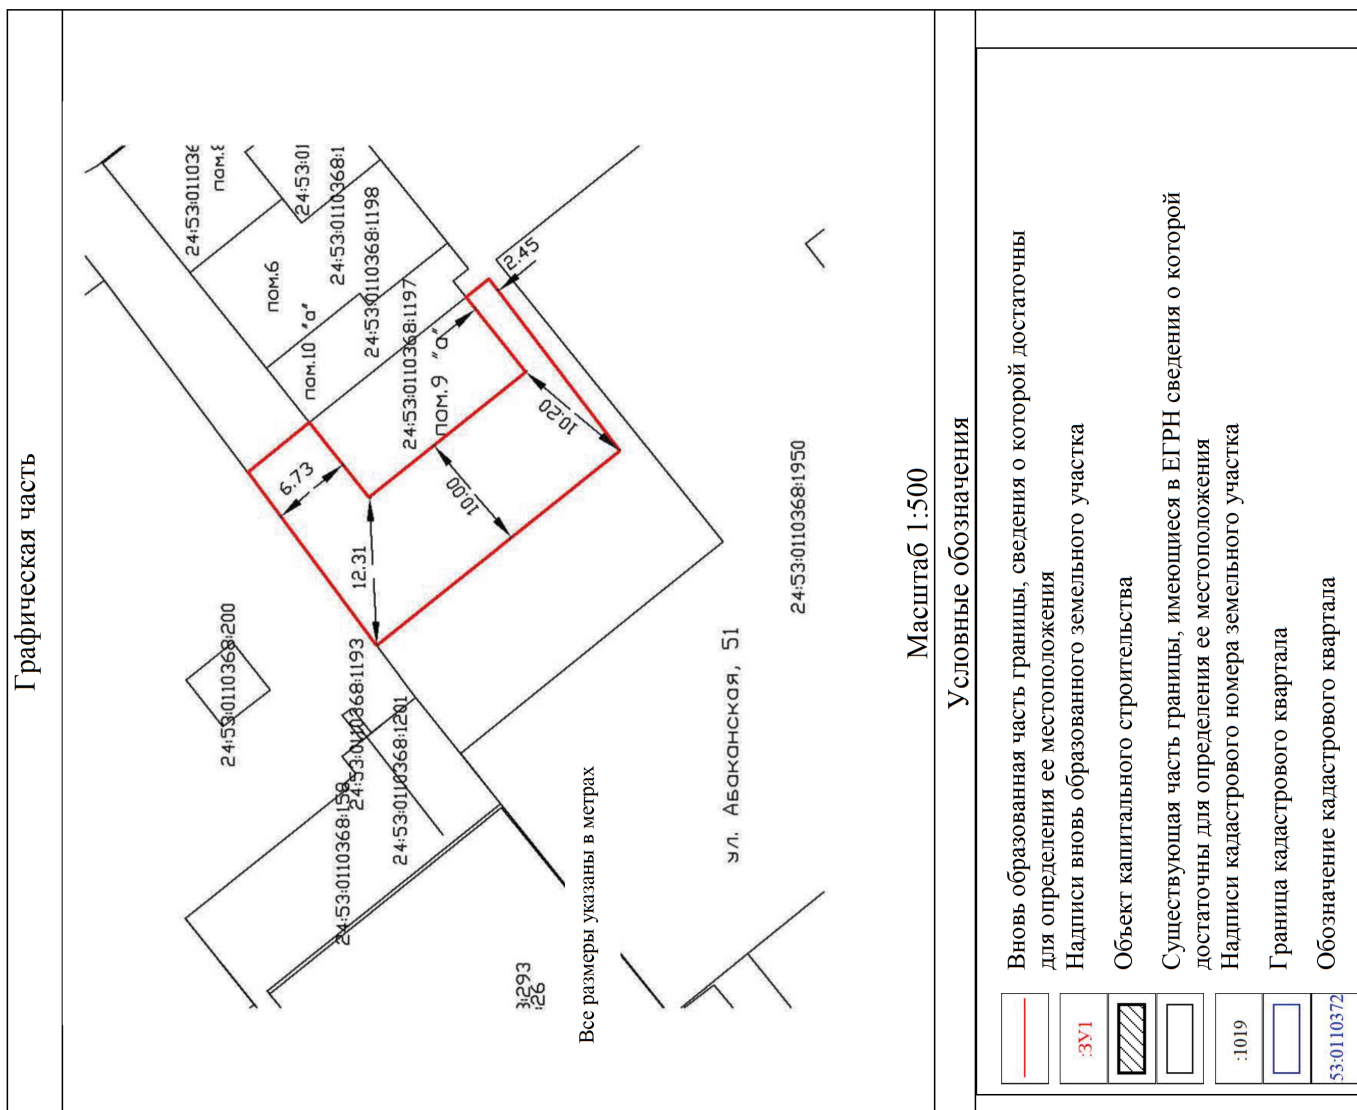 Графическая часть
24:53:01103
пом.
24:53:01
24:53:0110368:1
24:53:0110368:1198
пом.6
пом.10 "а"
24:53:0110368:1197
пом.9 "а"
2.45
6.73
10.20
10.00
12.31
24:53:0110368:200
24:53:0110368:1193
24:53:0110368:1201
24:53:0110368:159
24:53:0110368:1950
ул. Абаканская, 51
3:293
:26
Все размеры указаны в метрах
Масштаб 1:500
Условные обозначения
Вновь образованная часть границы, сведения о которой достаточны
для определения ее местоположения
:ЗУ1
Надписи вновь образованного земельного участка
Объект капитального строительства
Существующая часть границы, имеющиеся в ЕГРН сведения о которой
достаточны для определения ее местоположения
:1019
Надписи кадастрового номера земельного участка
Граница кадастрового квартала
53:0110372
Обозначение кадастрового квартала